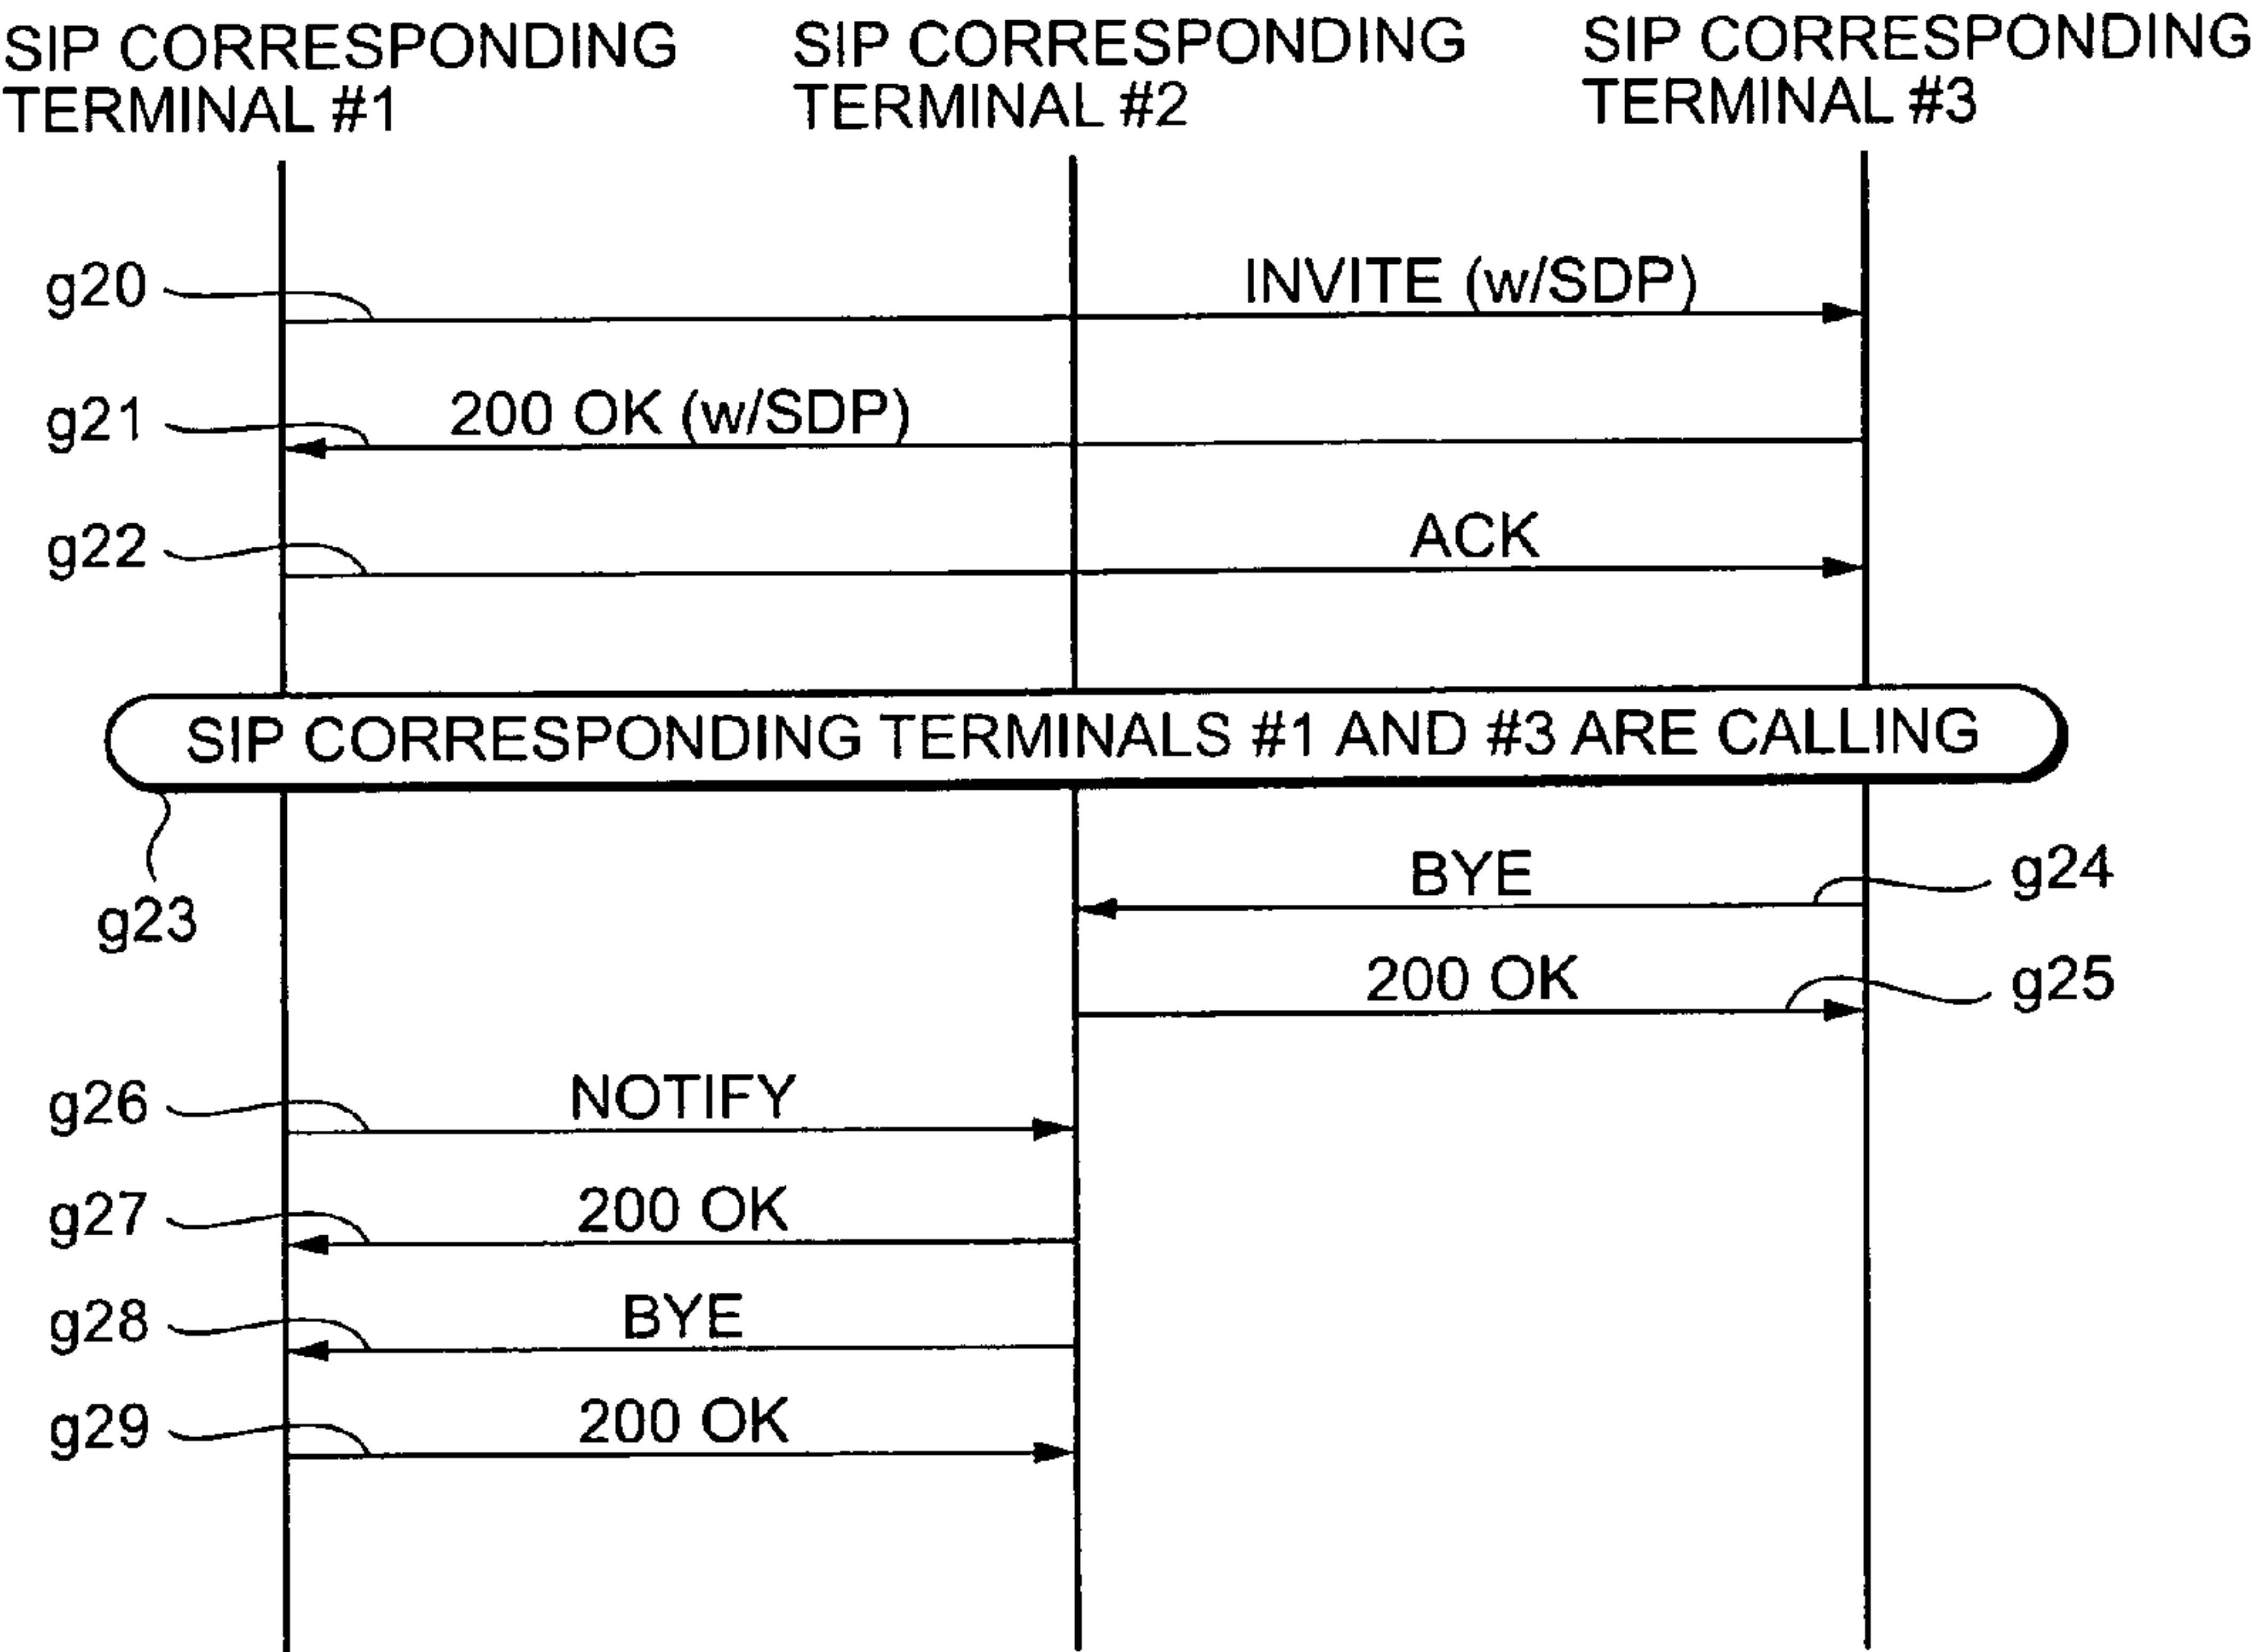 SIP CORRESPONDING
TERMINAL #1
SIP CORRESPONDING
TERMINAL #2
SIP CORRESPONDING
TERMINAL #3
g20
INVITE (w/SDP)
g21
200 OK (w/SDP)
g22
ACK
SIP CORRESPONDING TERMINALS #1 AND #3 ARE CALLING
g23
BYE
g24
200 OK
g25
g26
NOTIFY
g27
200 OK
g28
BYE
g29
200 OK